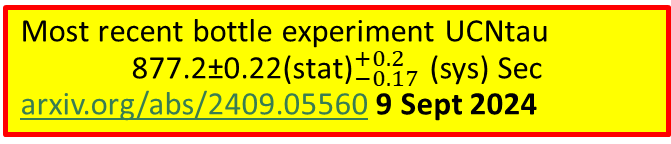 Most recent bottle experiment UCNtau
877.2±0.22(stat)+0.2 −0.17 (sys) Sec
arxiv.org/abs/2409.05560 9 Sept 2024